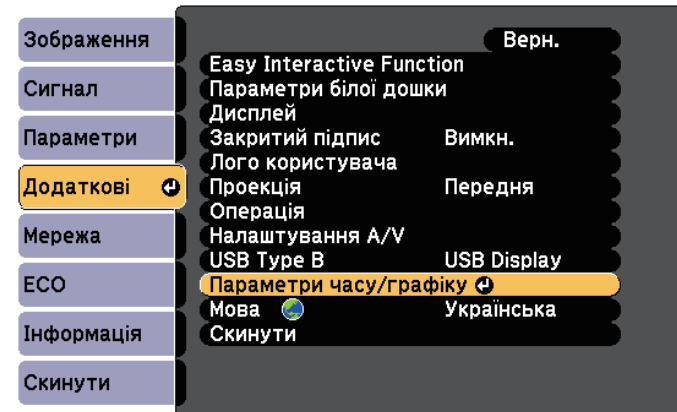 Зображення
Сигнал
Параметри
Додаткові
Мережа
ECO
Інформація
Скинути
Верн.
Easy Interactive Function
Параметри білої дошки
Дисплей
Закритий підпис Вимкн.
Лого користувача
Проекція Передня
Операція
Налаштування A/V
USB Type B USB Display
Параметри часу/графіку
Мова Українська
Скинути